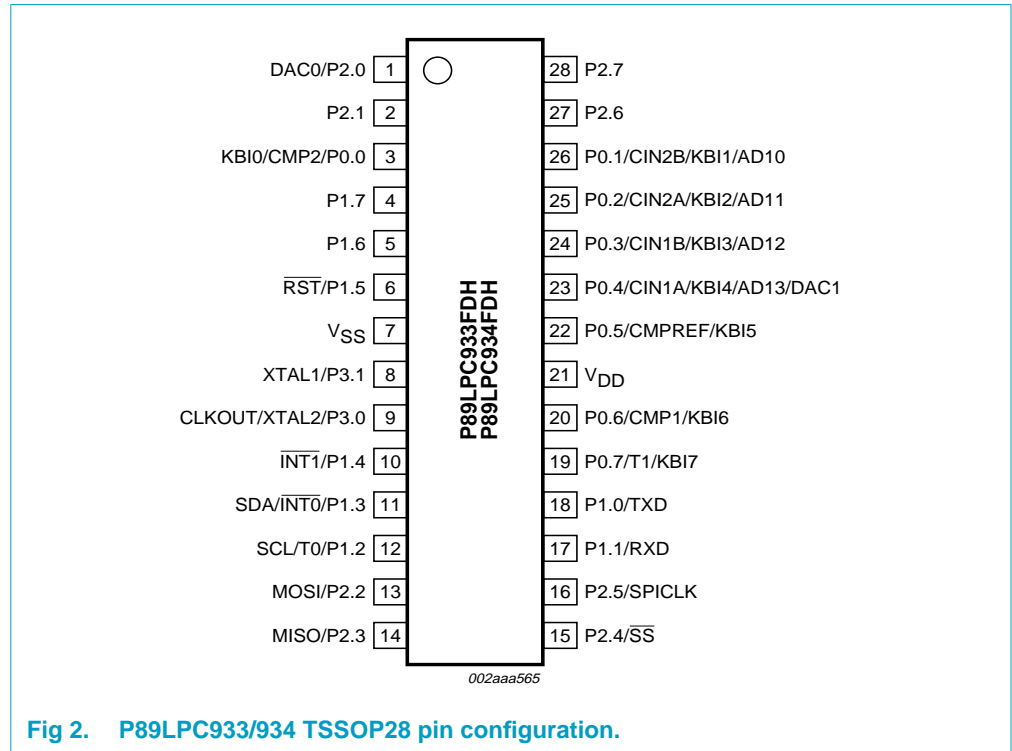 DAC0/P2.0 1 28 P2.7
P2.1 2 27 P2.6
KBI0/CMP2/P0.0 3 26 P0.1/CIN2B/KBI1/AD10
P1.7 4 25 P0.2/CIN2A/KBI2/AD11
P1.6 5 24 P0.3/CIN1B/KBI3/AD12
R̅S̅T̅/P1.5 6 23 P0.4/CIN1A/KBI4/AD13/DAC1
VSS 7 22 P0.5/CMPREF/KBI5
XTAL1/P3.1 8 21 VDD
CLKOUT/XTAL2/P3.0 9 20 P0.6/CMP1/KBI6
I̅N̅T̅1̅/P1.4 10 19 P0.7/T1/KBI7
SDA/I̅N̅T̅0̅/P1.3 11 18 P1.0/TXD
SCL/T0/P1.2 12 17 P1.1/RXD
MOSI/P2.2 13 16 P2.5/SPICLK
MISO/P2.3 14 15 P2.4/S̅S̅
P89LPC933FDH
P89LPC934FDH
002aaa565
Fig 2. P89LPC933/934 TSSOP28 pin configuration.